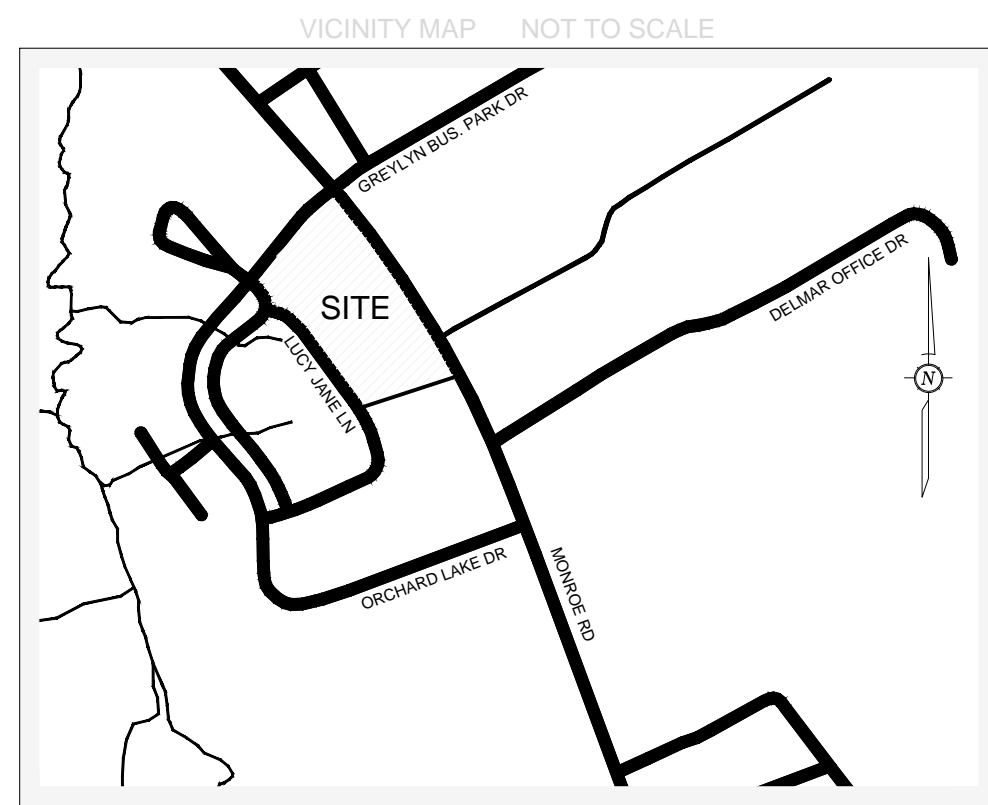 VICINITY MAP NOT TO SCALE
GREYLYN BUS. PARK DR
DELMAR OFFICE DR
SITE
LUCY JANE LN
N
ORCHARD LAKE DR
MONROE RD